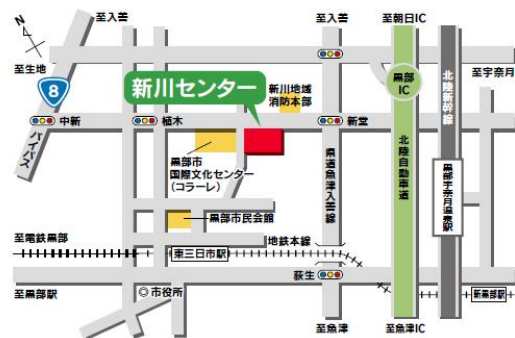 至入善
至入善
至朝日IC
N
至生地
8
新川センター
新川地域
消防本部
黒部
IC
北陸新幹線
至宇奈月
中新
植木
新堂
バイパス
黒部市
国際文化センター
(コラーレ)
県道魚津入善線
北陸自動車道
黒部宇奈月温泉駅
黒部市民会館
至電鉄黒部
東三日市駅
地鉄本線
荻生
至黒部駅
◎市役所
新黒部駅
至魚津
至魚津IC